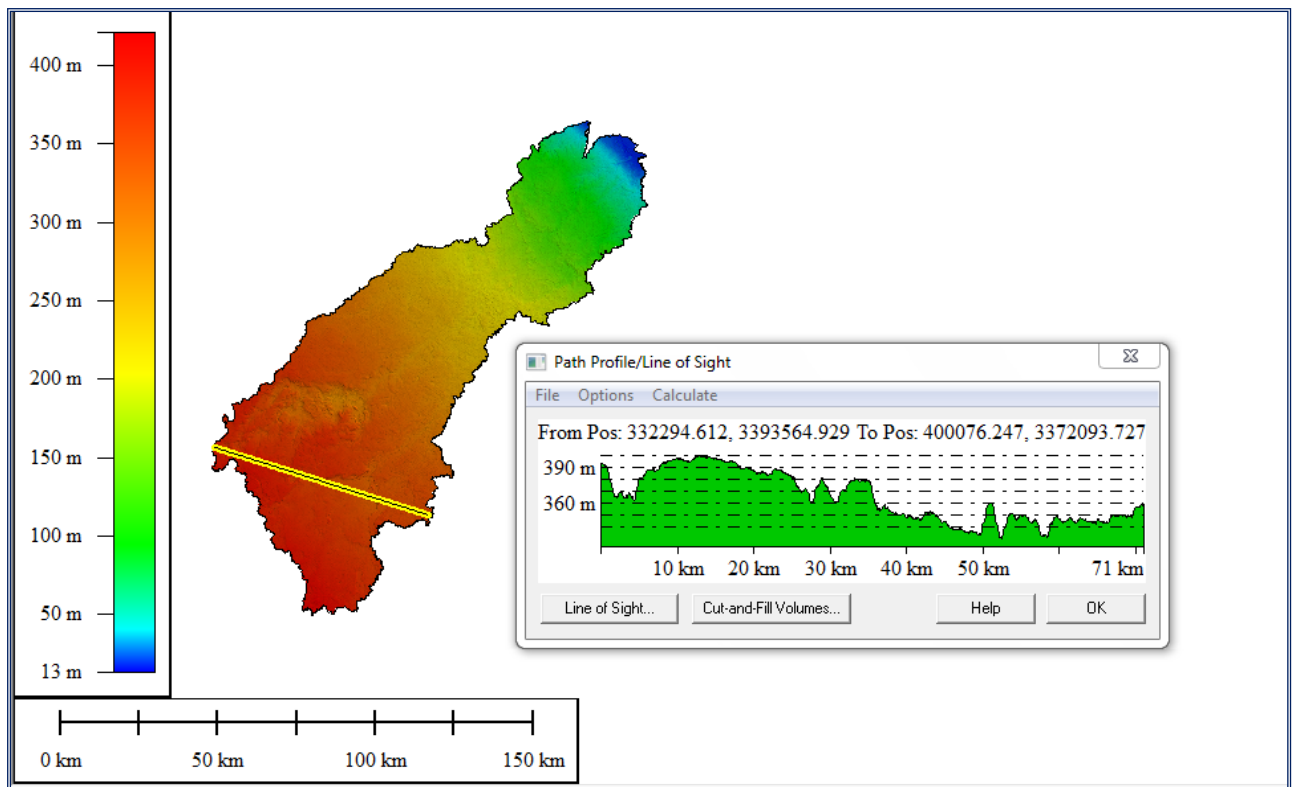 400 m
350 m
300 m
250 m
200 m
150 m
100 m
50 m
13 m
0 km 50 km 100 km 150 km
Path Profile/Line of Sight
File Options Calculate
From Pos: 332294.612, 3393564.929 To Pos: 400076.247, 3372093.727
390 m
360 m
10 km 20 km 30 km 40 km 50 km 71 km
Line of Sight... Cut-and-Fill Volumes... Help OK